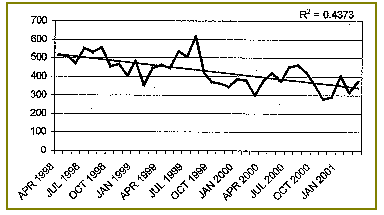 R² = 0.4373
700
600
500
400
300
200
100
0
APR 1998
JUL 1998
OCT 1998
JAN 1999
APR 1999
JUL 1999
OCT 1999
JAN 2000
APR 2000
JUL 2000
OCT 2000
JAN 2001